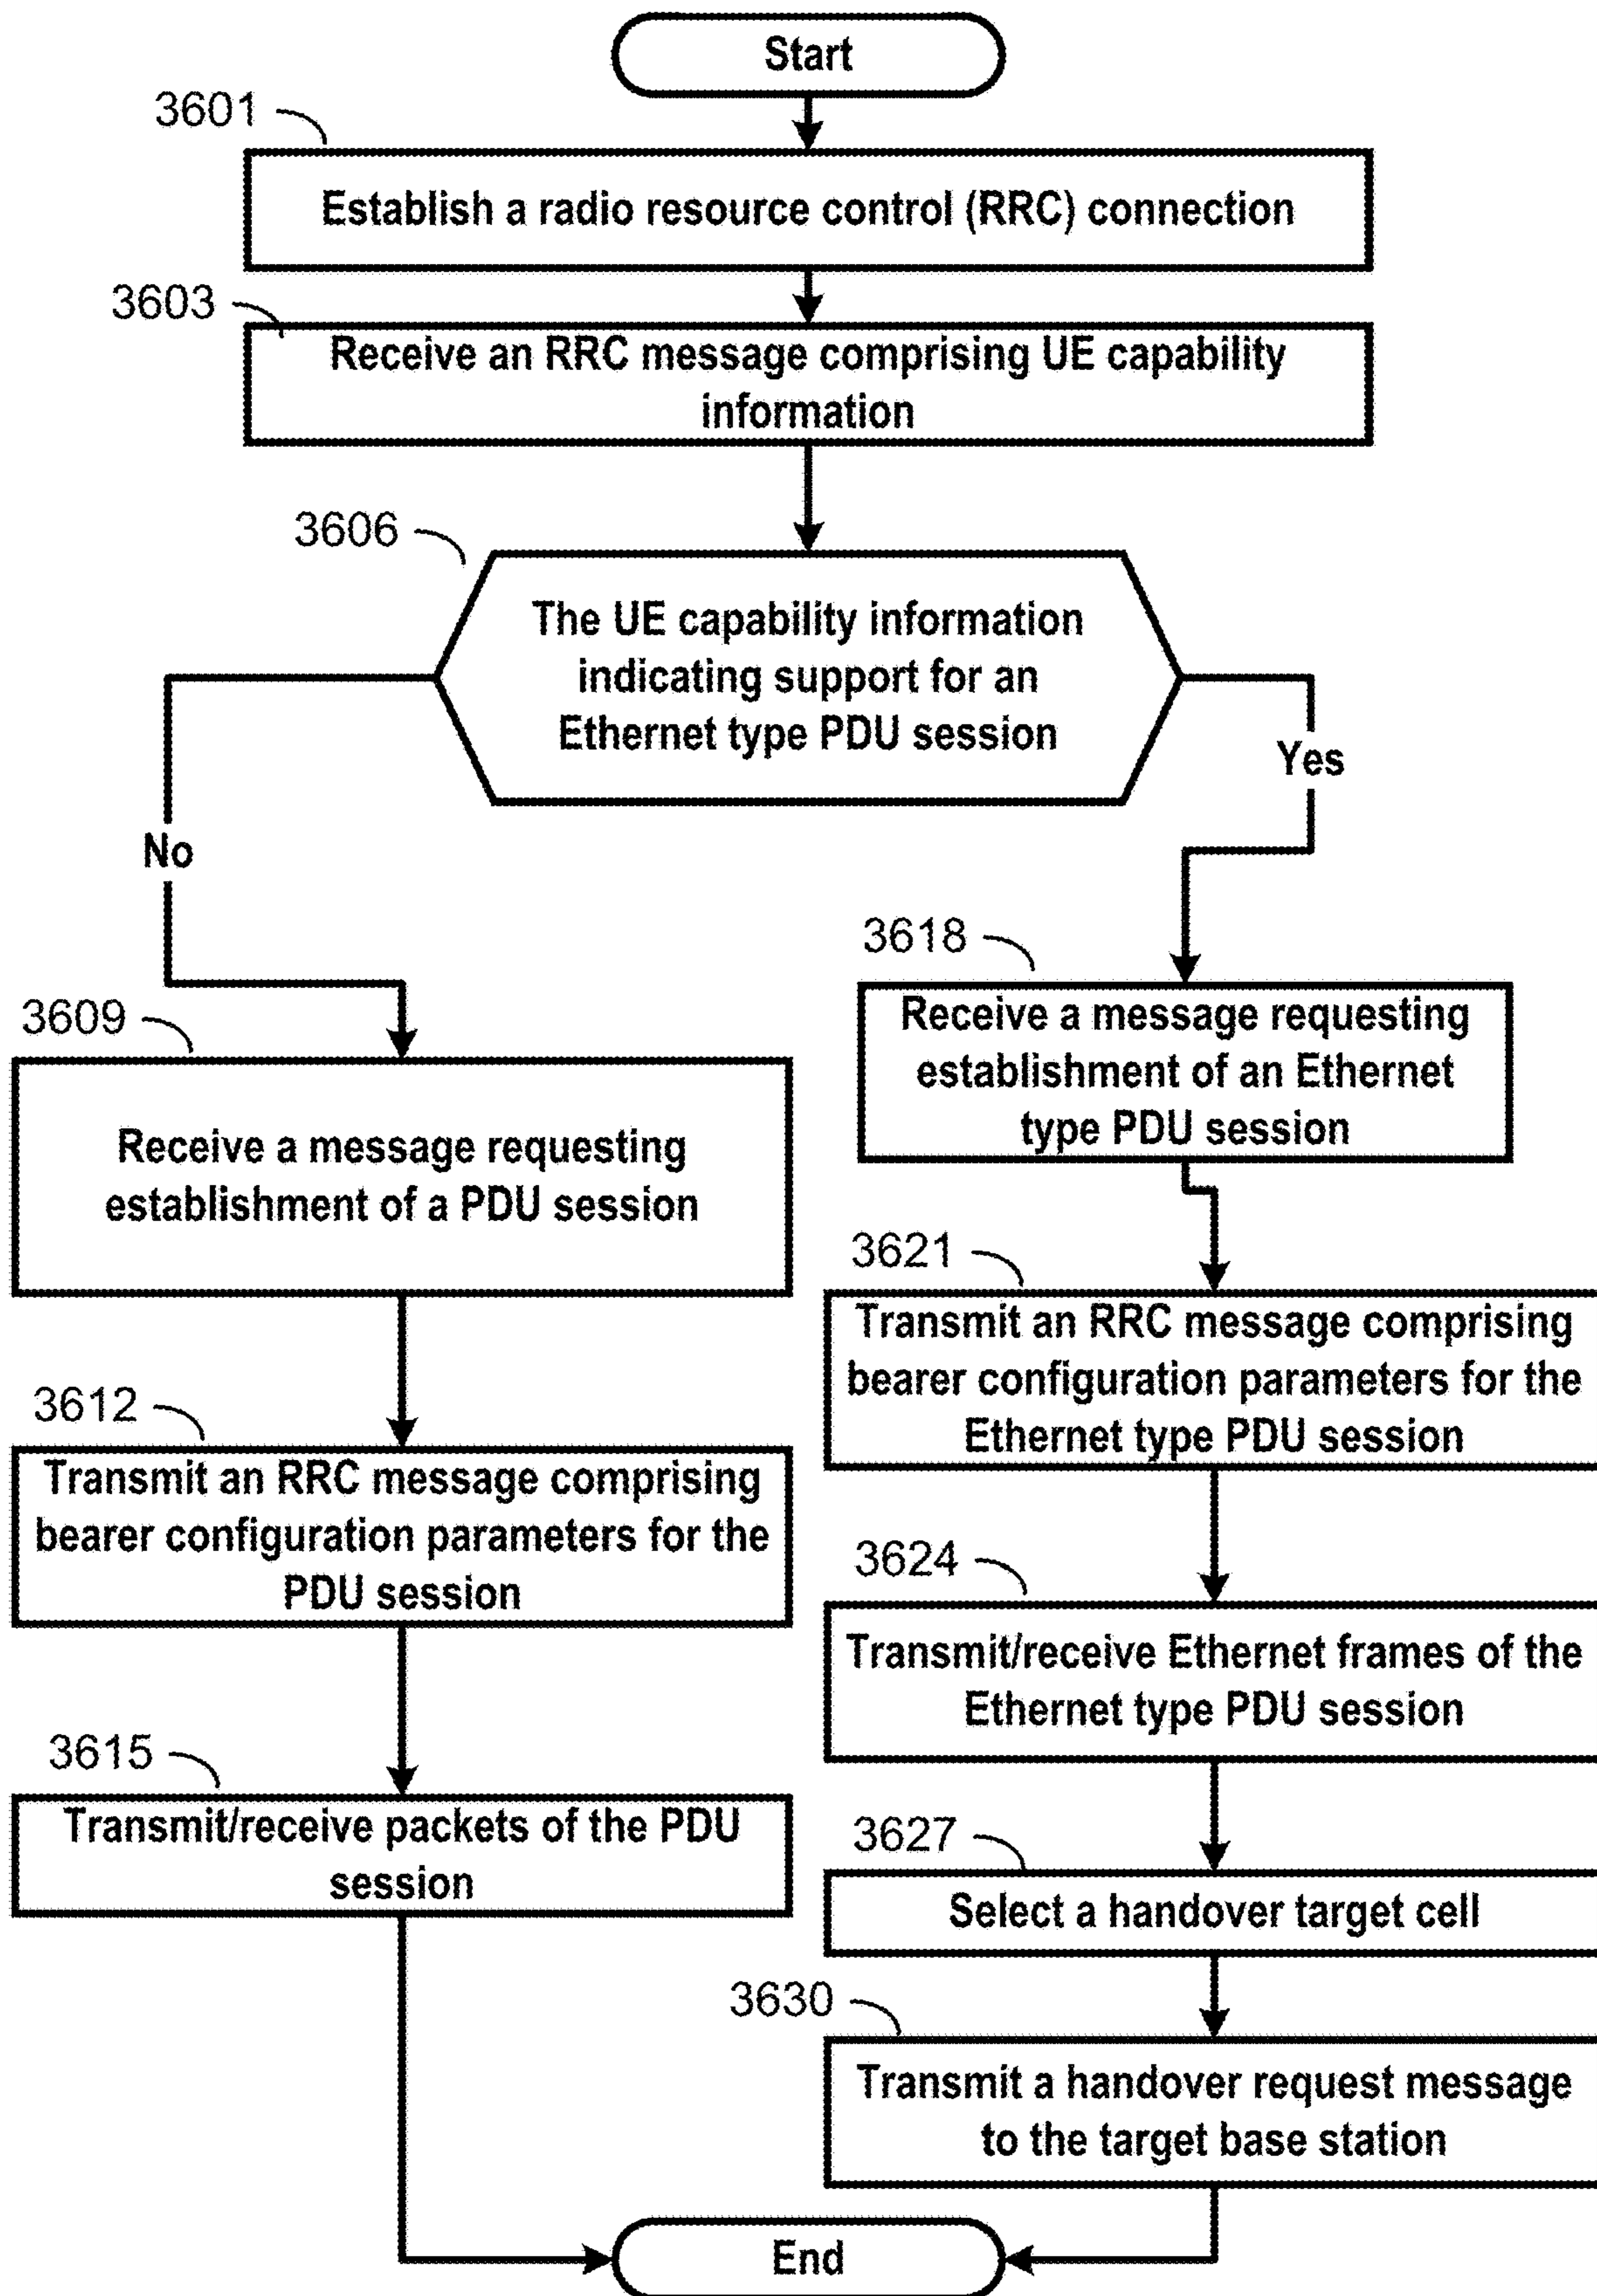 Start
3601
Establish a radio resource control (RRC) connection
3603
Receive an RRC message comprising UE capability
information
3606
The UE capability information
indicating support for an
Ethernet type PDU session
Yes
No
3618
Receive a message requesting
establishment of an Ethernet
type PDU session
3609
Receive a message requesting
establishment of a PDU session
3621
Transmit an RRC message comprising
bearer configuration parameters for the
Ethernet type PDU session
3612
Transmit an RRC message comprising
bearer configuration parameters for the
PDU session
3624
Transmit/receive Ethernet frames of the
Ethernet type PDU session
3615
Transmit/receive packets of the PDU
session
3627
Select a handover target cell
3630
Transmit a handover request message
to the target base station
End